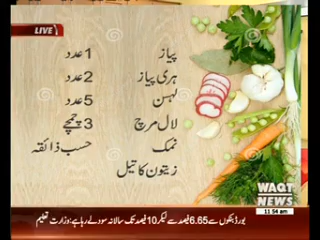 LIVE
پیاز 1 عدد
ہری پیاز 2 عدد
لہسن 5 عدد
لال مرچ 3 چمچے
نمک حسب ذائقہ
زیتون کا تیل
WAQT NEWS
11 54 am
بورڈ بینکوں سے 6.65 فیصد سے لیکر 10 فیصد تک سالانہ سود لے رہا ہے: وزارت تعلیم